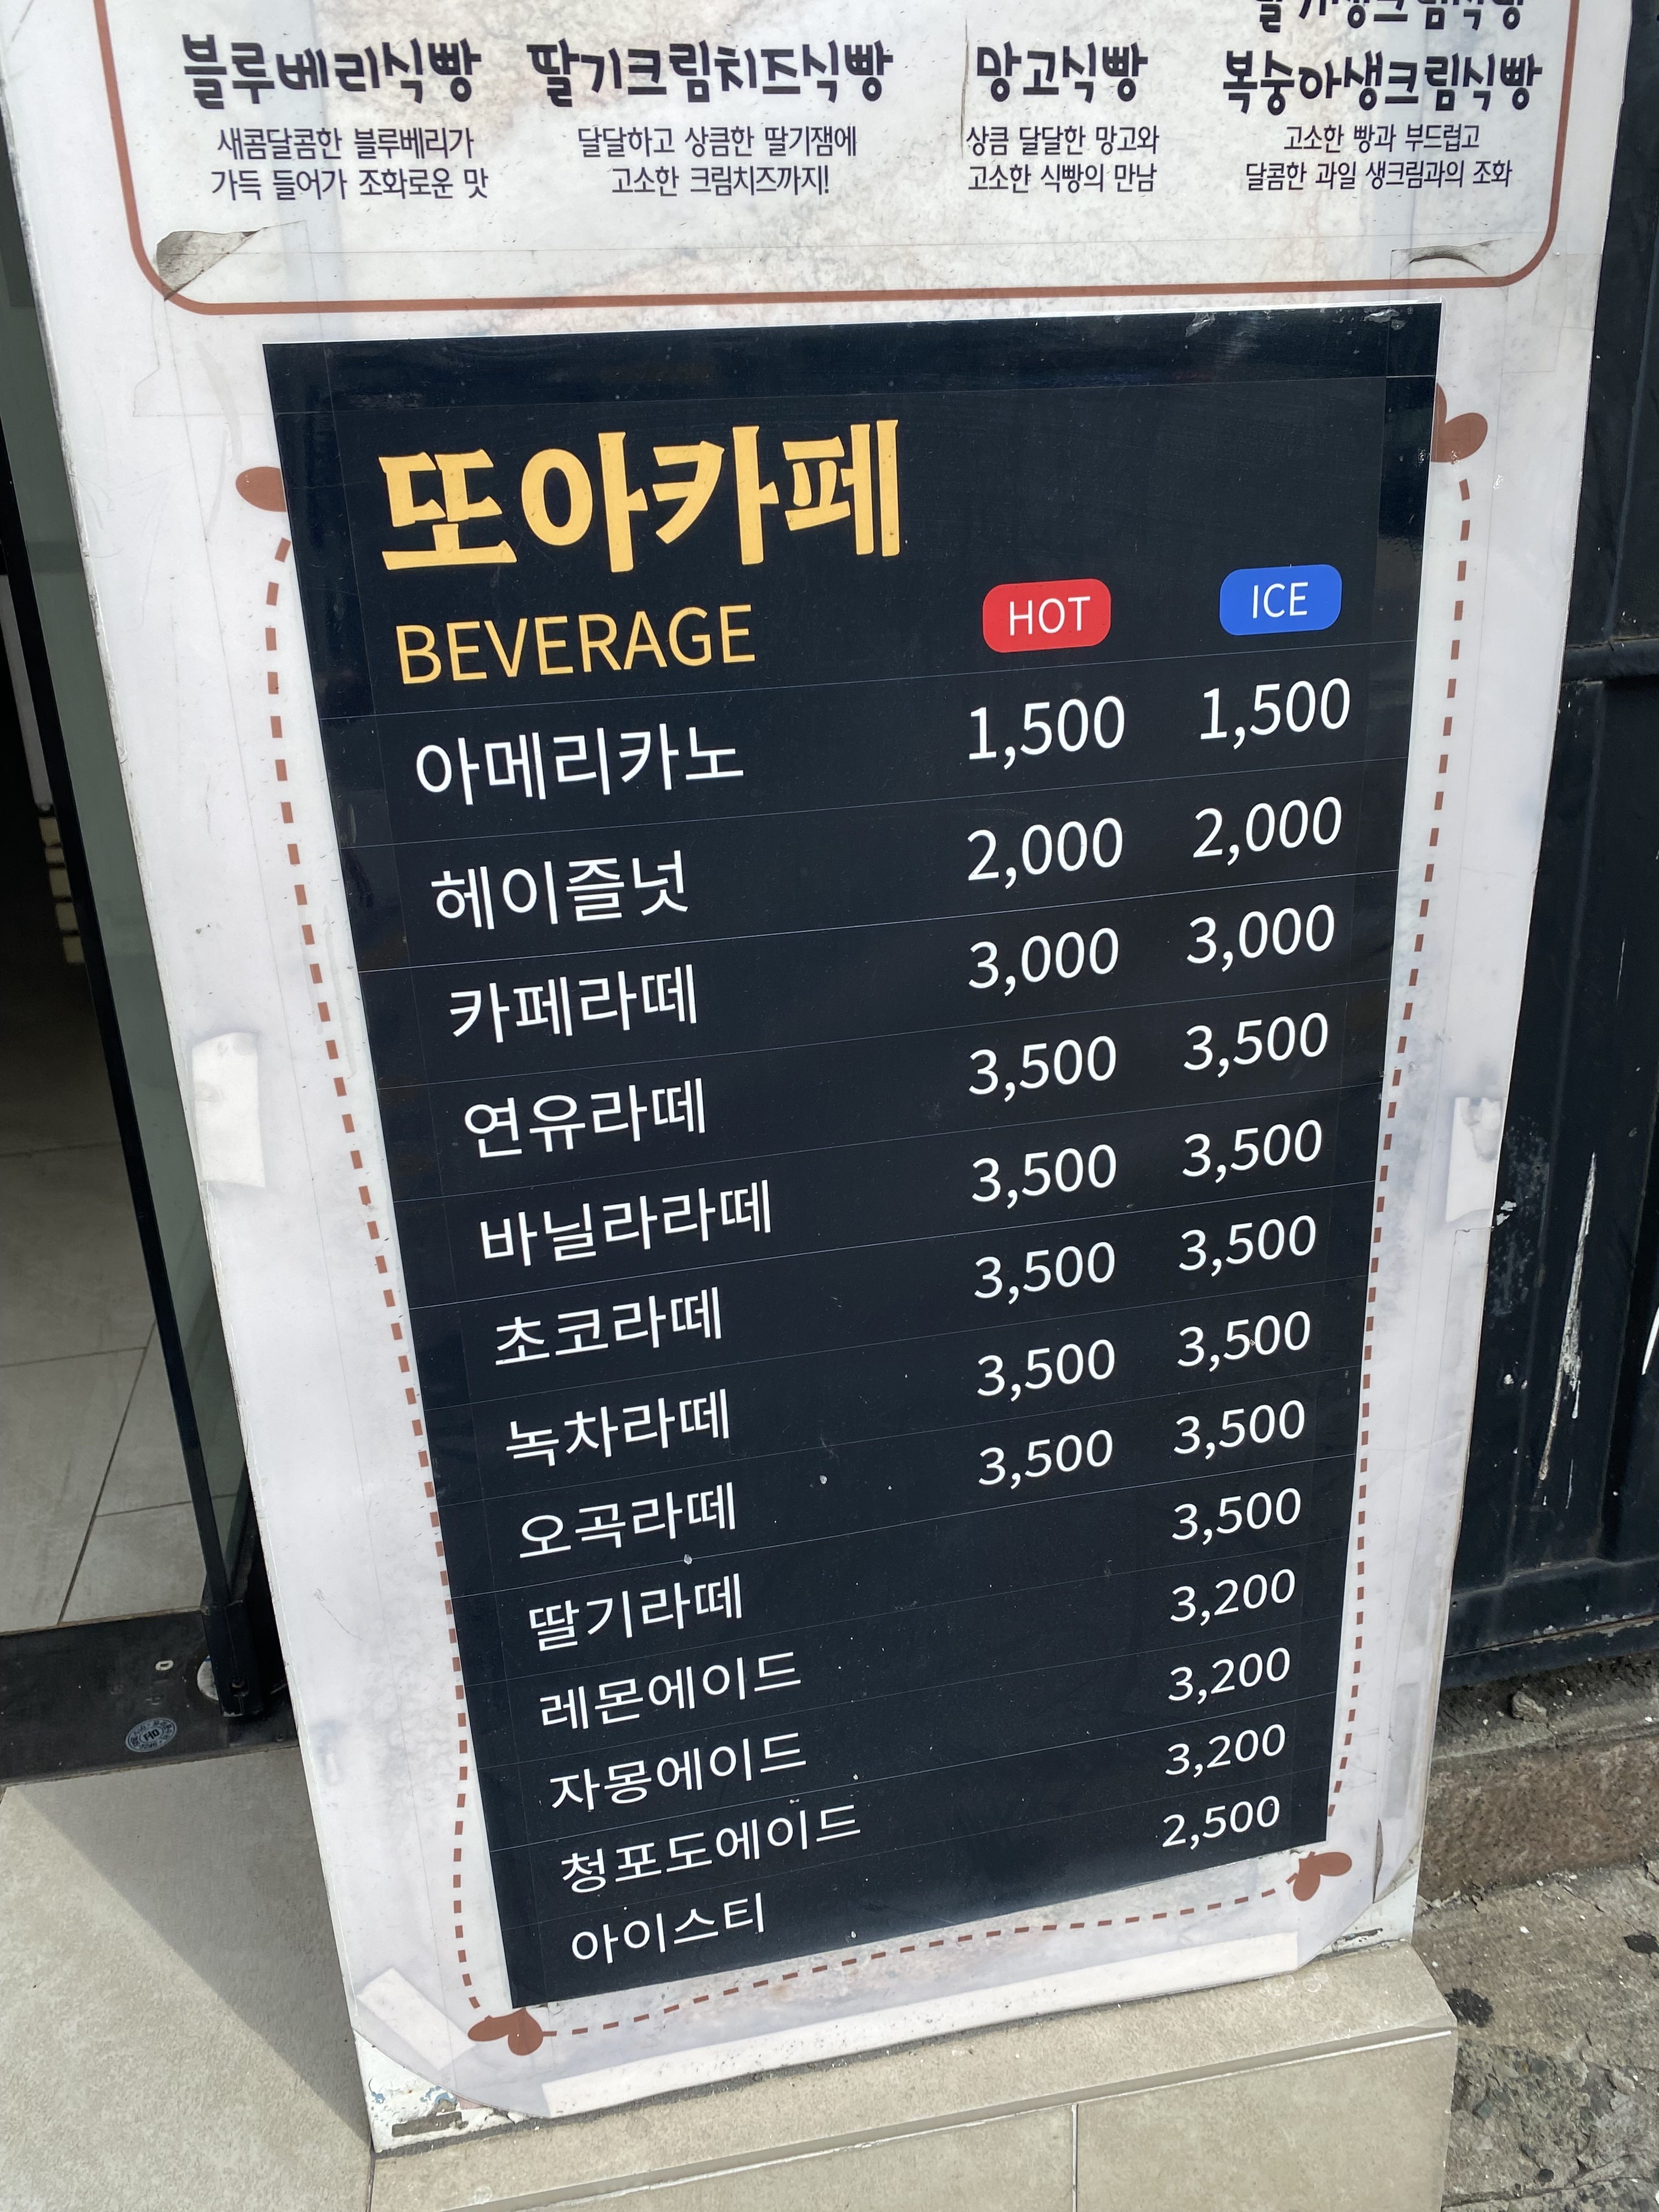 딸기생크림식빵
블루베리식빵 딸기크림치즈식빵 망고식빵 복숭아생크림식빵
새콤달콤한 블루베리가 달달하고 상큼한 딸기잼에 상큼 달달한 망고와 고소한 빵과 부드럽고
가득 들어가 조화로운 맛 고소한 크림치즈까지! 고소한 식빵의 만남 달콤한 과일 생크림과의 조화
또아카페
BEVERAGE HOT ICE
아메리카노 1,500 1,500
헤이즐넛 2,000 2,000
카페라떼 3,000 3,000
연유라떼 3,500 3,500
바닐라라떼 3,500 3,500
초코라떼 3,500 3,500
녹차라떼 3,500 3,500
오곡라떼 3,500 3,500
딸기라떼 3,500
레몬에이드 3,200
자몽에이드 3,200
청포도에이드 3,200
아이스티 2,500